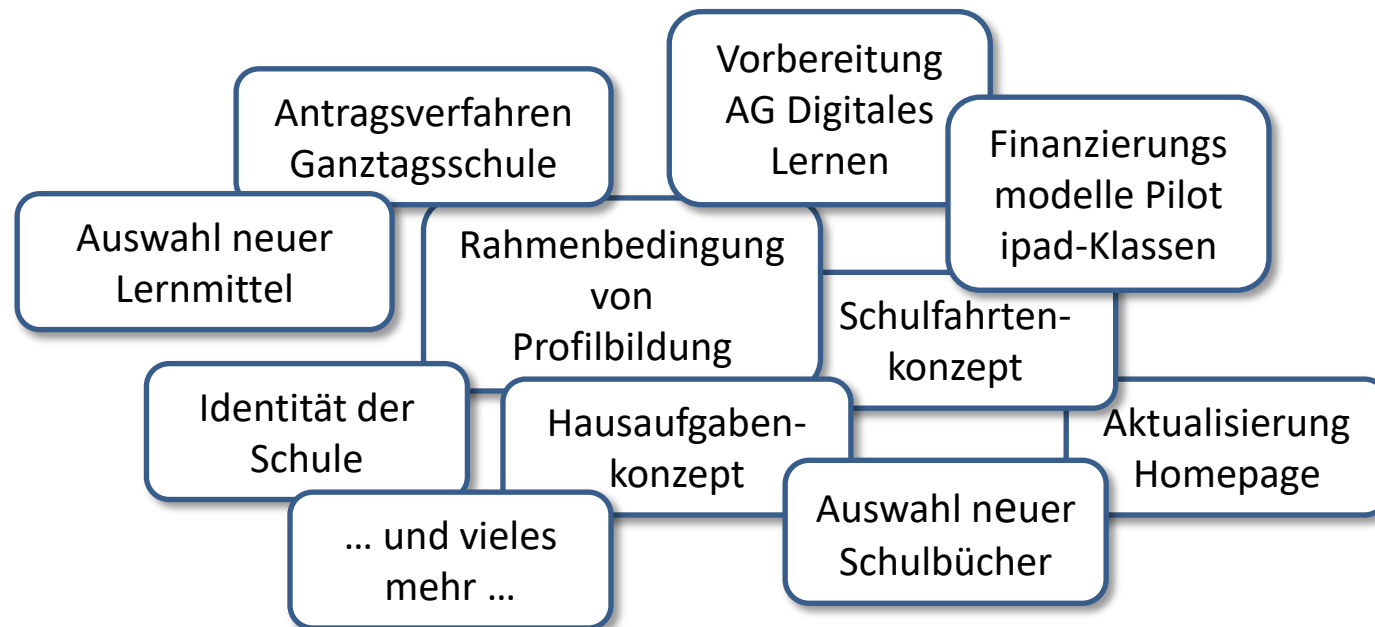 Vorbereitung
AG Digitales
Lernen
Antragsverfahren
Ganztagsschule
Finanzierungs
modelle Pilot
ipad-Klassen
Auswahl neuer
Lernmittel
Rahmenbedingung
von
Profilbildung
Schulfahrten-
konzept
Identität der
Schule
Hausaufgaben-
konzept
Aktualisierung
Homepage
Auswahl neuer
Schulbücher
… und vieles
mehr …